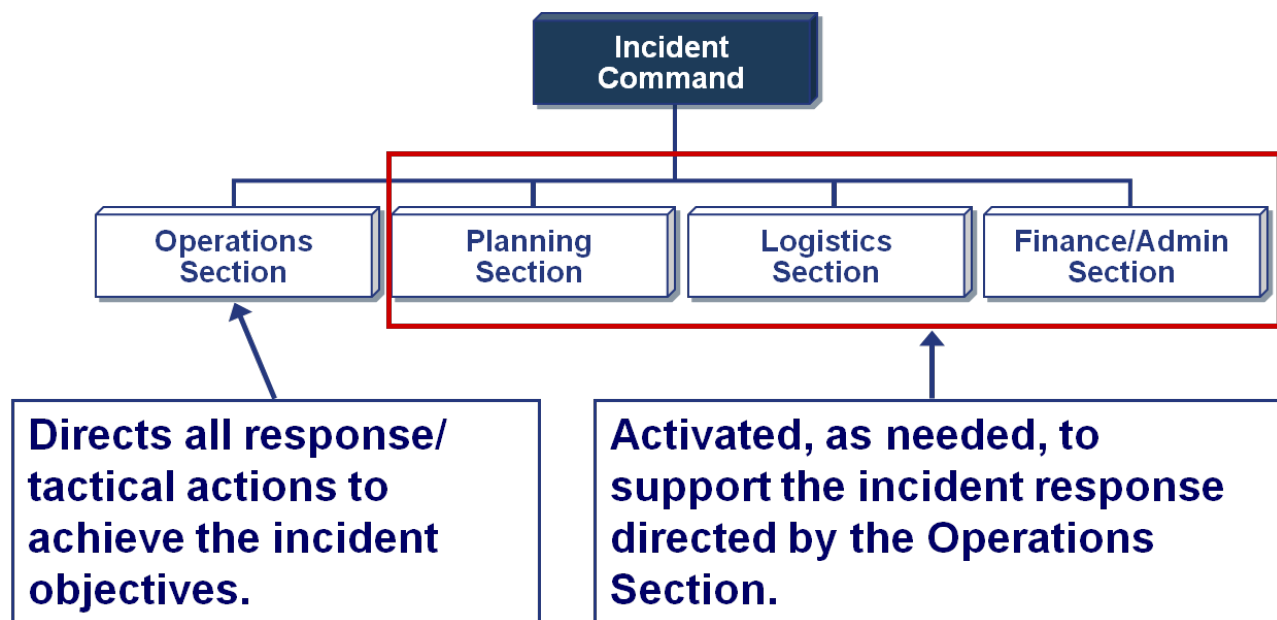 Incident
Command
Operations
Section
Planning
Section
Logistics
Section
Finance/Admin
Section
Directs all response/
tactical actions to
achieve the incident
objectives.
Activated, as needed, to
support the incident response
directed by the Operations
Section.